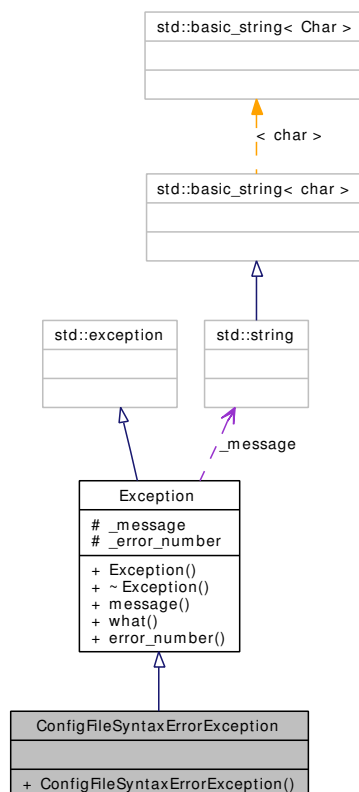 std::basic_string< Char >
< char >
std::basic_string< char >
std::exception
std::string
_message
Exception
# _message
# _error_number
+ Exception()
+ ~Exception()
+ message()
+ what()
+ error_number()
ConfigFileSyntaxErrorException
+ ConfigFileSyntaxErrorException()